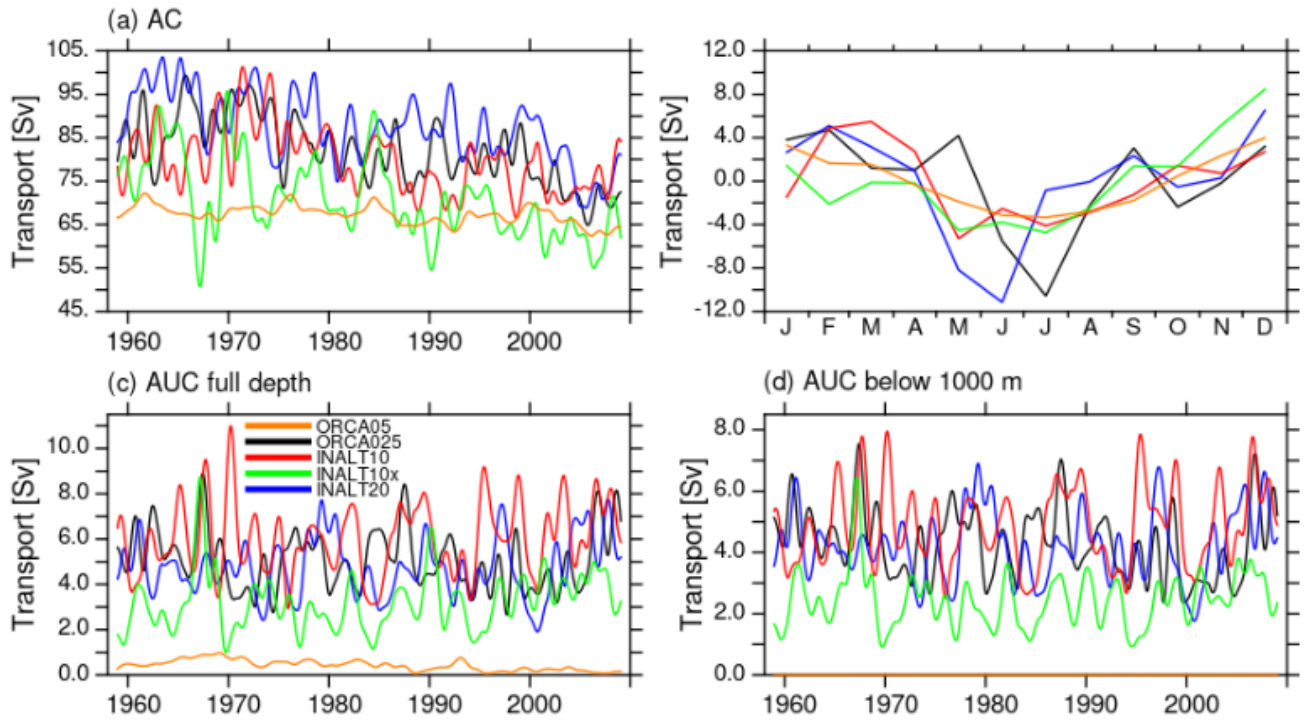 (a) AC
Transport [Sv]
105.
95.
85.
75.
65.
55.
45.
1960 1970 1980 1990 2000
Transport [Sv]
12.0
8.0
4.0
0.0
-4.0
-8.0
-12.0
J F M A M J J A S O N D
(c) AUC full depth
Transport [Sv]
10.0
8.0
6.0
4.0
2.0
0.0
ORCA05
ORCA025
INALT10
INALT10x
INALT20
1960 1970 1980 1990 2000
(d) AUC below 1000 m
Transport [Sv]
8.0
6.0
4.0
2.0
0.0
1960 1970 1980 1990 2000